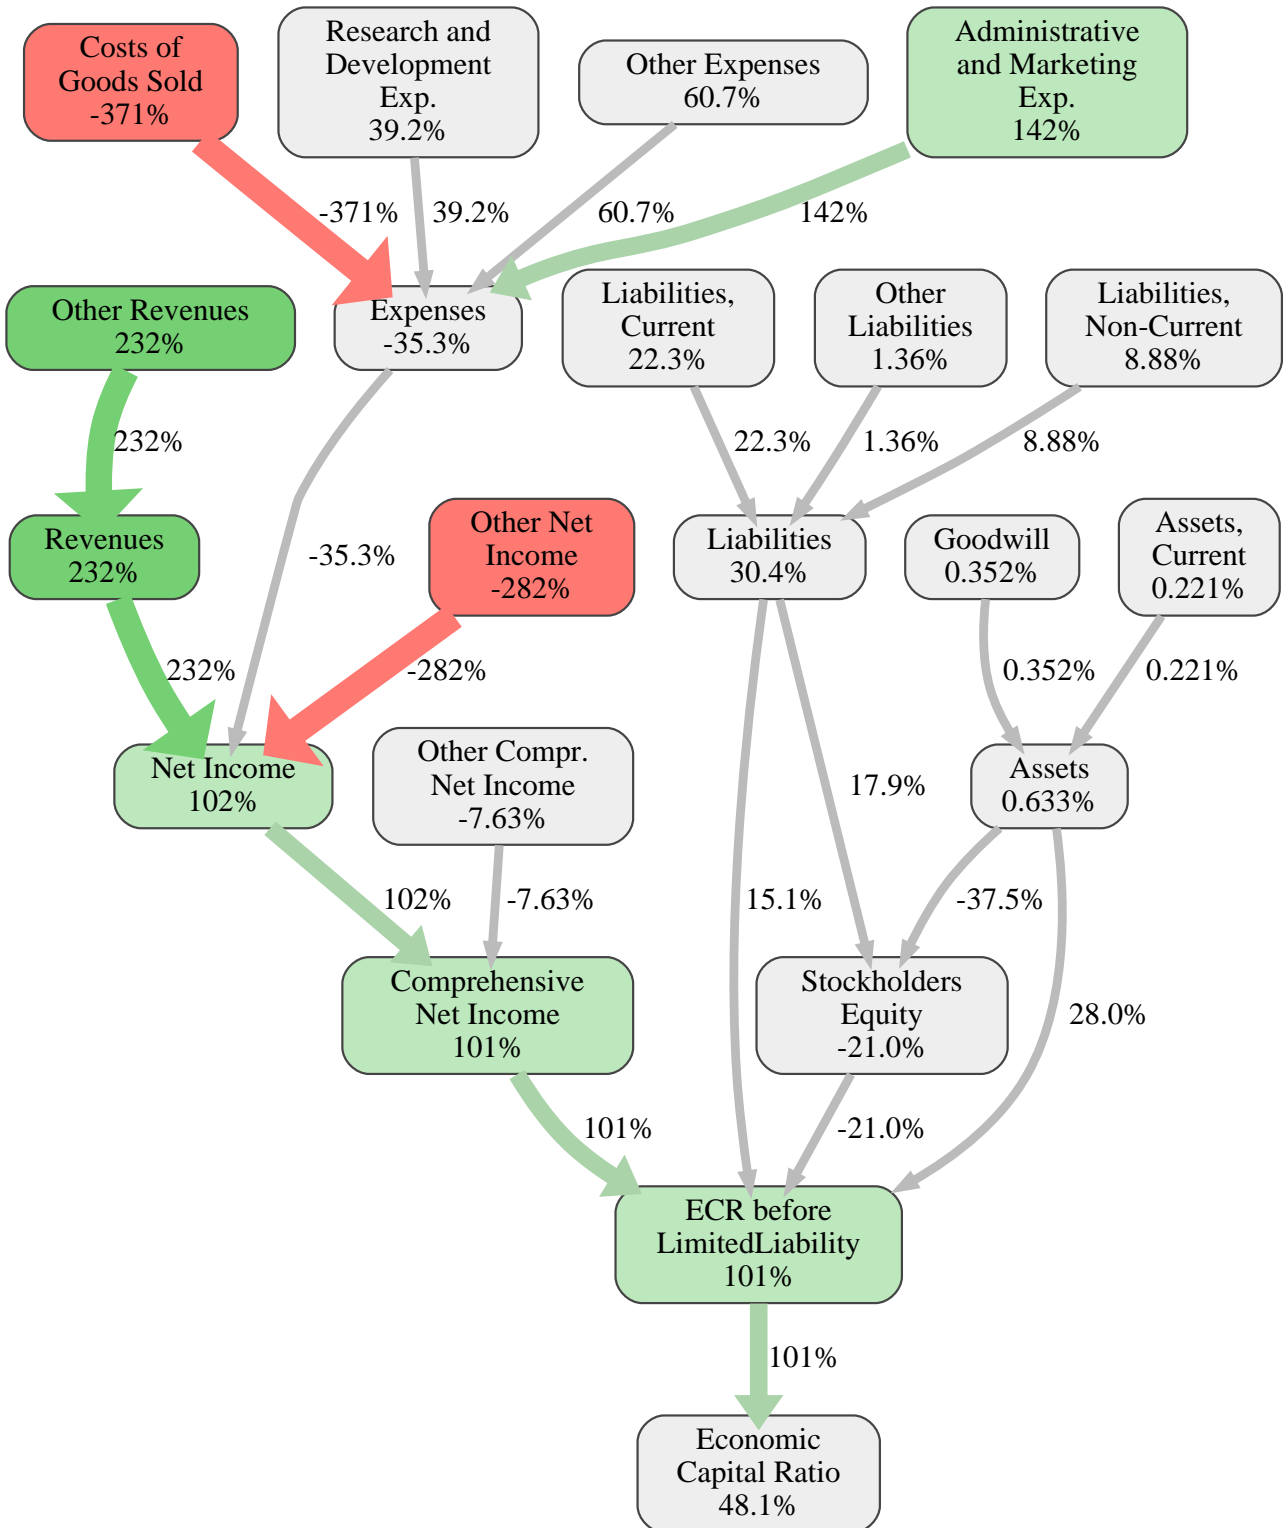 Costs of
Goods Sold
-371%
Research and
Development
Exp.
39.2%
Other Expenses
60.7%
Administrative
and Marketing
Exp.
142%
-371%
39.2%
60.7%
142%
Other Revenues
232%
Expenses
-35.3%
Liabilities,
Current
22.3%
Other
Liabilities
1.36%
Liabilities,
Non-Current
8.88%
232%
22.3%
1.36%
8.88%
Revenues
232%
-35.3%
Other Net
Income
-282%
Liabilities
30.4%
Goodwill
0.352%
Assets,
Current
0.221%
232%
-282%
0.352%
0.221%
Net Income
102%
Other Compr.
Net Income
-7.63%
17.9%
Assets
0.633%
102%
-7.63%
15.1%
-37.5%
Comprehensive
Net Income
101%
Stockholders
Equity
-21.0%
28.0%
101%
-21.0%
ECR before
LimitedLiability
101%
101%
Economic
Capital Ratio
48.1%